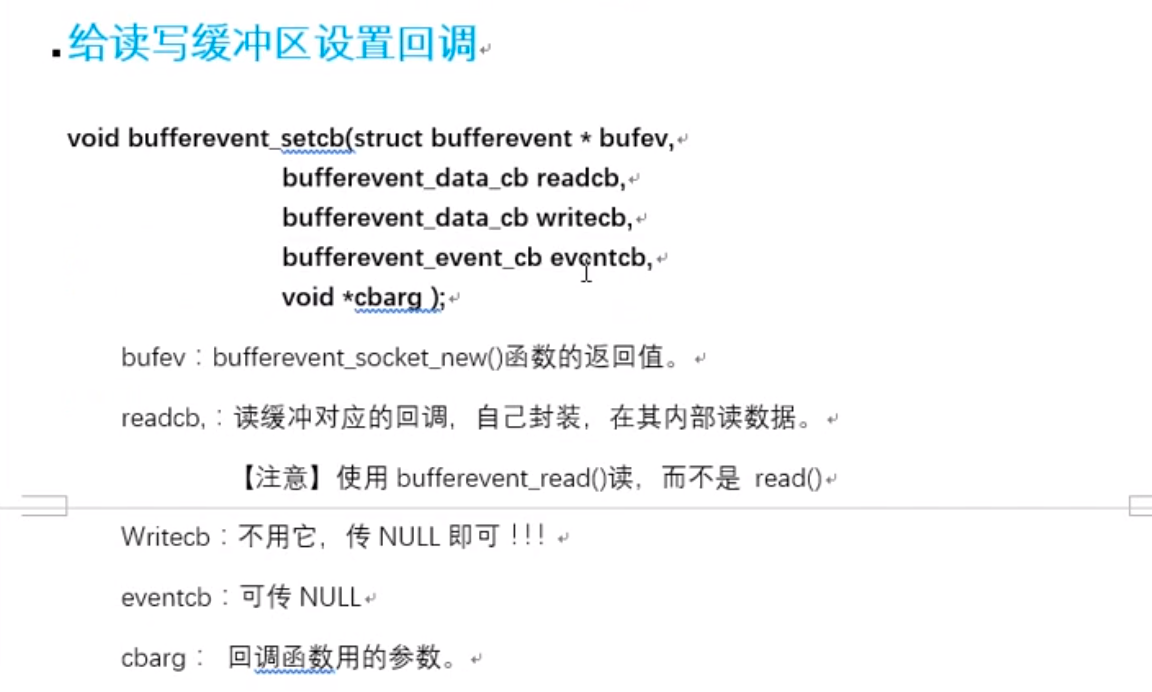 给读写缓冲区设置回调
void bufferevent_setcb(struct bufferevent * bufev,
bufferevent_data_cb readcb,
bufferevent_data_cb writecb,
bufferevent_event_cb eventcb,
void *cbarg );
bufev：bufferevent_socket_new()函数的返回值。
readcb,：读缓冲对应的回调，自己封装，在其内部读数据。
【注意】使用 bufferevent_read()读，而不是 read()
Writecb：不用它，传 NULL 即可！！！
eventcb：可传 NULL
cbarg： 回调函数用的参数。